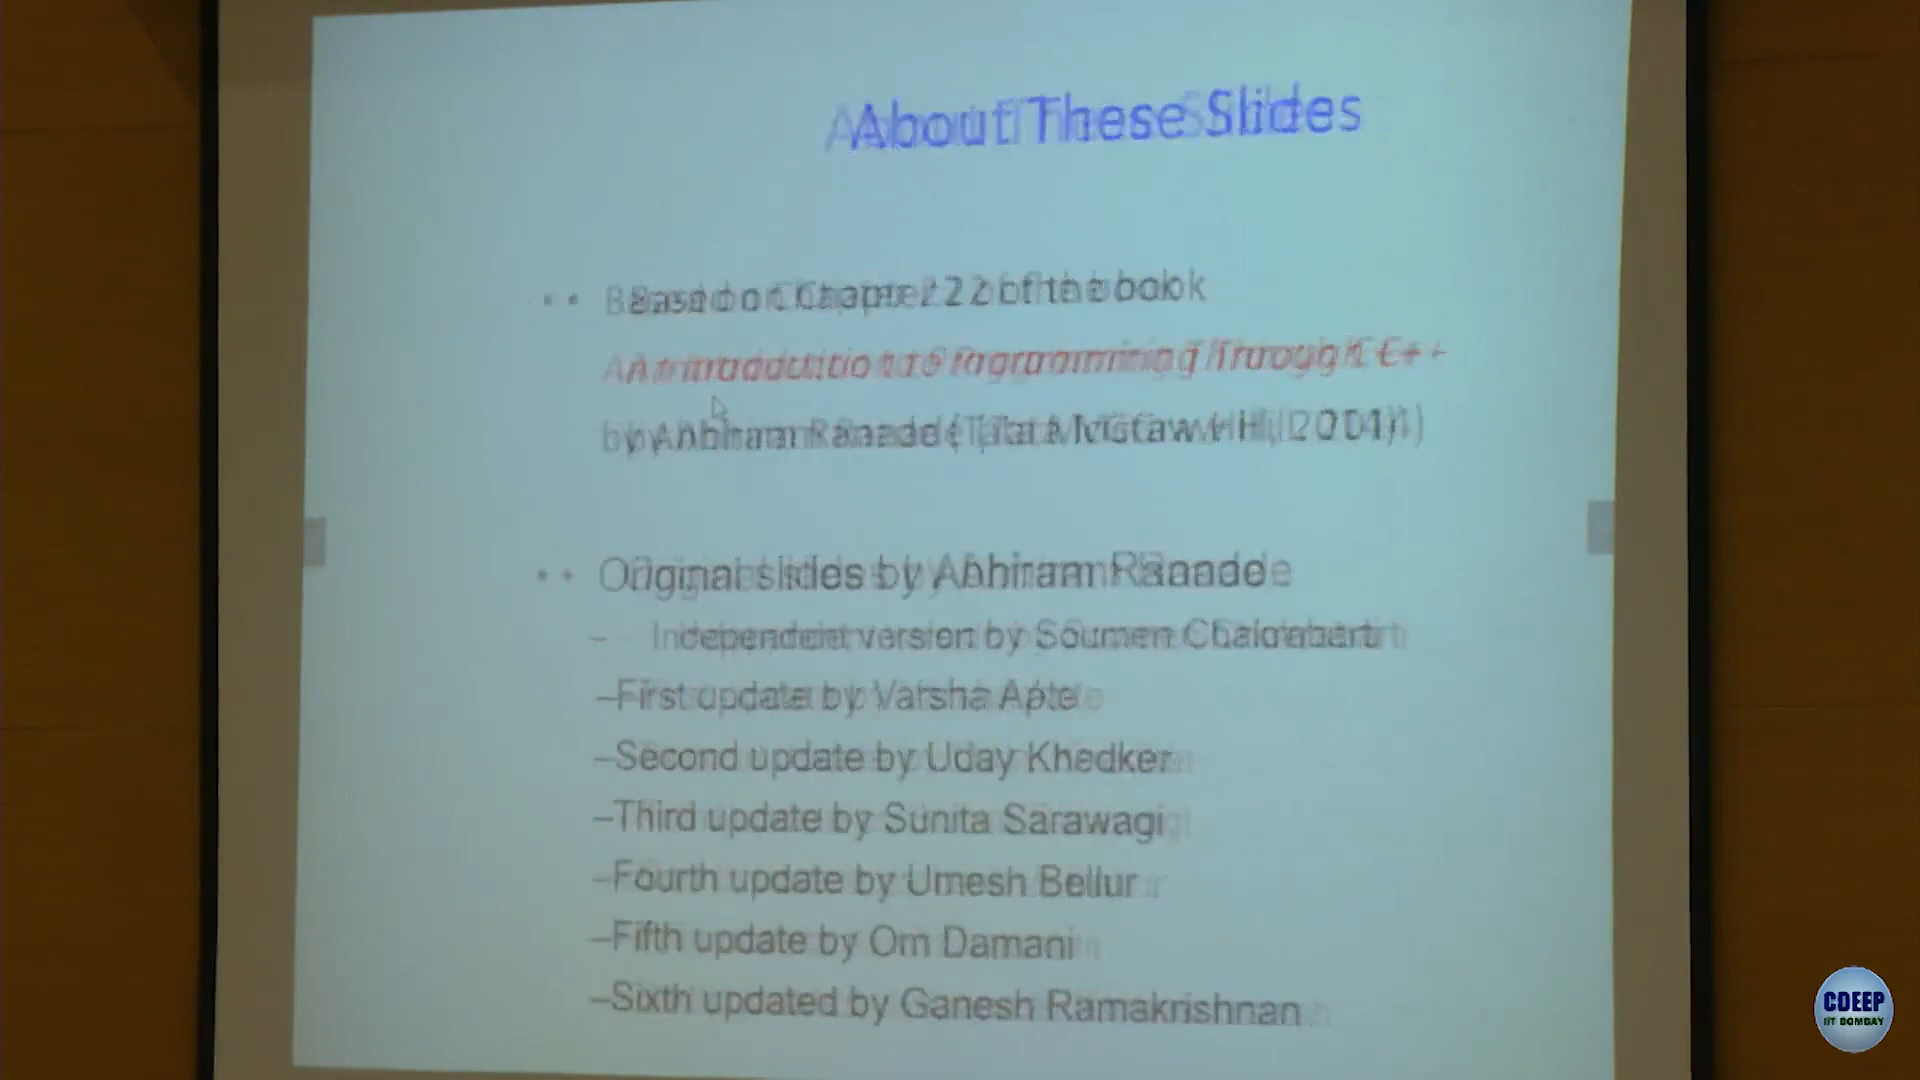 About These Slides
Based on Chapter 22 of the book
An Introduction to Programming Through C++
by Abhiram Ranade (Tata McGraw Hill, 2014)
Original slides by Abhiram Ranade
– Independent version by Soumen Chakrabarti
–First update by Varsha Apte
–Second update by Uday Khedker
–Third update by Sunita Sarawagi
–Fourth update by Umesh Bellur
–Fifth update by Om Damani
–Sixth updated by Ganesh Ramakrishnan
CDEEP
IIT BOMBAY